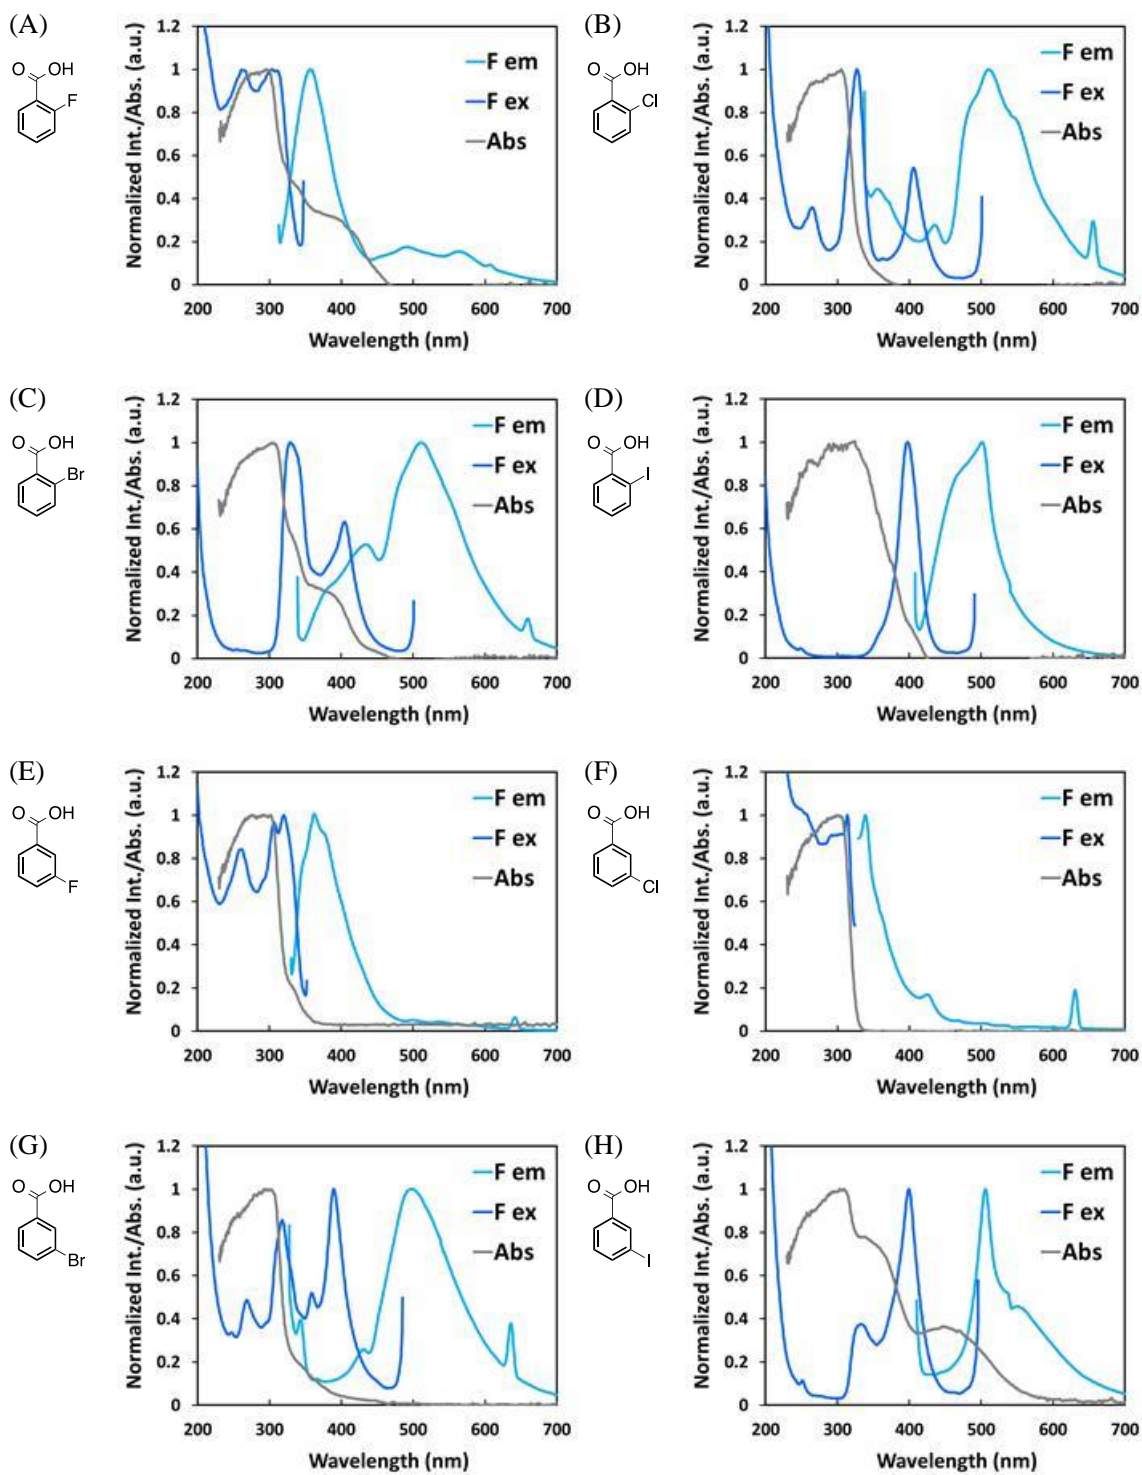 (A)
O OH
F
Normalized Int./Abs. (a.u.)
1.2
1
0.8
0.6
0.4
0.2
0
F em
F ex
Abs
200 300 400 500 600 700
Wavelength (nm)
(B)
O OH
Cl
Normalized Int./Abs. (a.u.)
1.2
1
0.8
0.6
0.4
0.2
0
F em
F ex
Abs
200 300 400 500 600 700
Wavelength (nm)
(C)
O OH
Br
Normalized Int./Abs. (a.u.)
1.2
1
0.8
0.6
0.4
0.2
0
F em
F ex
Abs
200 300 400 500 600 700
Wavelength (nm)
(D)
O OH
I
Normalized Int./Abs. (a.u.)
1.2
1
0.8
0.6
0.4
0.2
0
F em
F ex
Abs
200 300 400 500 600 700
Wavelength (nm)
(E)
O OH
F
Normalized Int./Abs. (a.u.)
1.2
1
0.8
0.6
0.4
0.2
0
F em
F ex
Abs
200 300 400 500 600 700
Wavelength (nm)
(F)
O OH
Cl
Normalized Int./Abs. (a.u.)
1.2
1
0.8
0.6
0.4
0.2
0
F em
F ex
Abs
200 300 400 500 600 700
Wavelength (nm)
(G)
O OH
Br
Normalized Int./Abs. (a.u.)
1.2
1
0.8
0.6
0.4
0.2
0
F em
F ex
Abs
200 300 400 500 600 700
Wavelength (nm)
(H)
O OH
I
Normalized Int./Abs. (a.u.)
1.2
1
0.8
0.6
0.4
0.2
0
F em
F ex
Abs
200 300 400 500 600 700
Wavelength (nm)